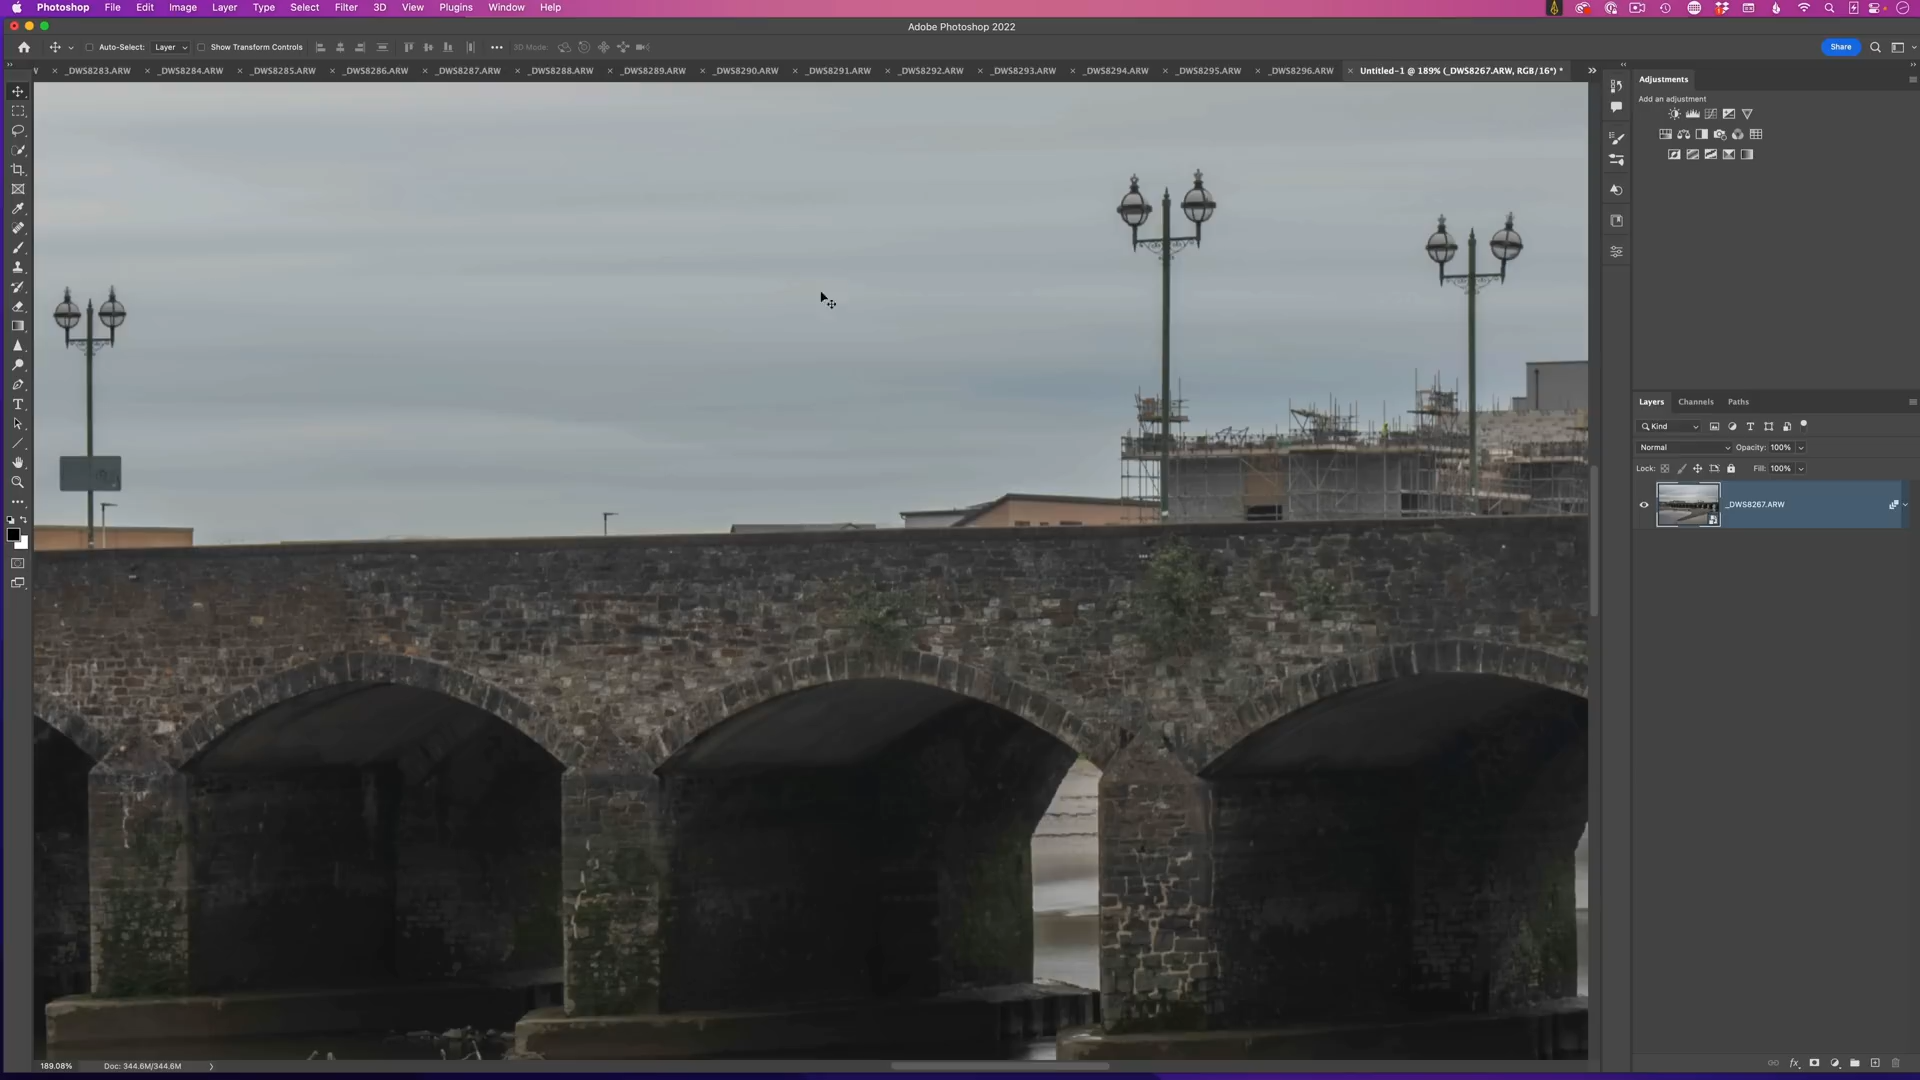 Photoshop File Edit Image Layer Type Select Filter 3D View Plugins Window Help
Adobe Photoshop 2022
Auto-Select: Layer Show Transform Controls 3D Mode: Share
_DWS8283.ARW _DWS8284.ARW _DWS8285.ARW _DWS8286.ARW _DWS8287.ARW _DWS8288.ARW _DWS8289.ARW _DWS8290.ARW _DWS8291.ARW _DWS8292.ARW _DWS8293.ARW _DWS8294.ARW _DWS8295.ARW _DWS8296.ARW Untitled-1 @ 189% (_DWS8267.ARW, RGB/16*) *
Adjustments
Add an adjustment
Layers Channels Paths
Kind
Normal Opacity: 100%
Lock: Fill: 100%
_DWS8267.ARW
189.08% Doc: 344.6M/344.6M